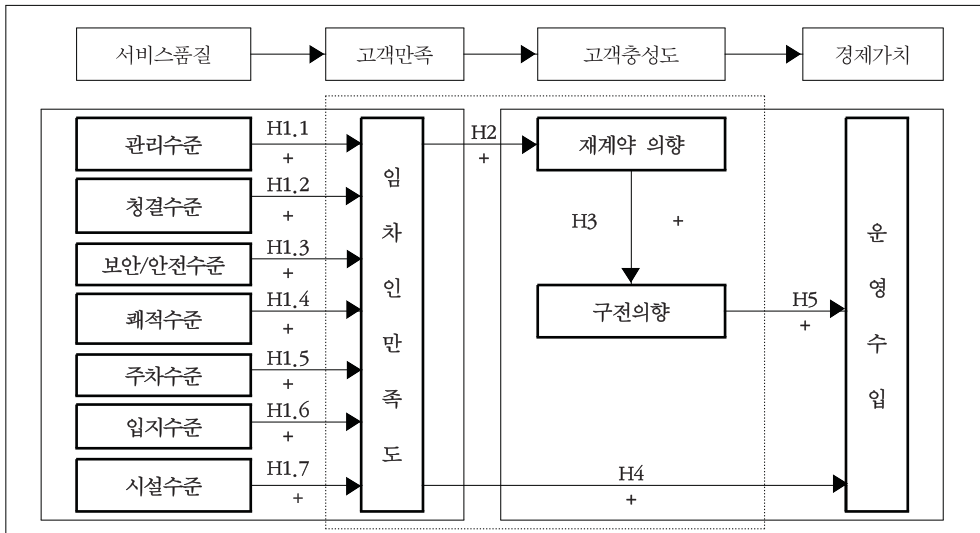 서비스품질 고객만족 고객충성도 경제가치
관리수준 H1.1 +
청결수준 H1.2 +
보안/안전수준 H1.3 +
쾌적수준 H1.4 +
주차수준 H1.5 +
입지수준 H1.6 +
시설수준 H1.7 +
임차인만족도
H2 +
재계약 의향
H3 +
구전의향
H5 +
H4 +
운영수입